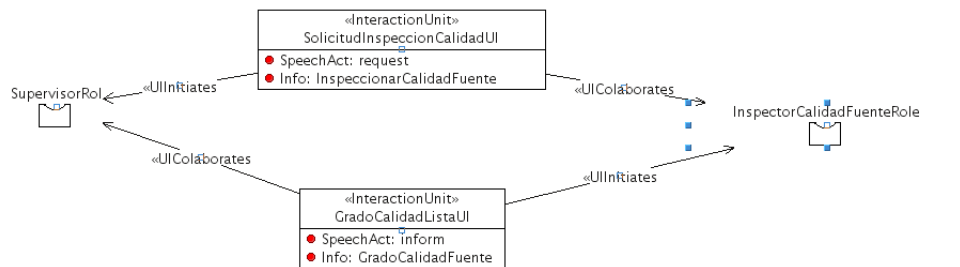 «InteractionUnit»
SolicitudInspeccionCalidadUI
SpeechAct: request
Info: InspeccionarCalidadFuente
«UIInitiates»
«UIColaborates»
SupervisorRol
InspectorCalidadFuenteRole
«UIColaborates»
«UIInitiates»
«InteractionUnit»
GradoCalidadListaUI
SpeechAct: inform
Info: GradoCalidadFuente